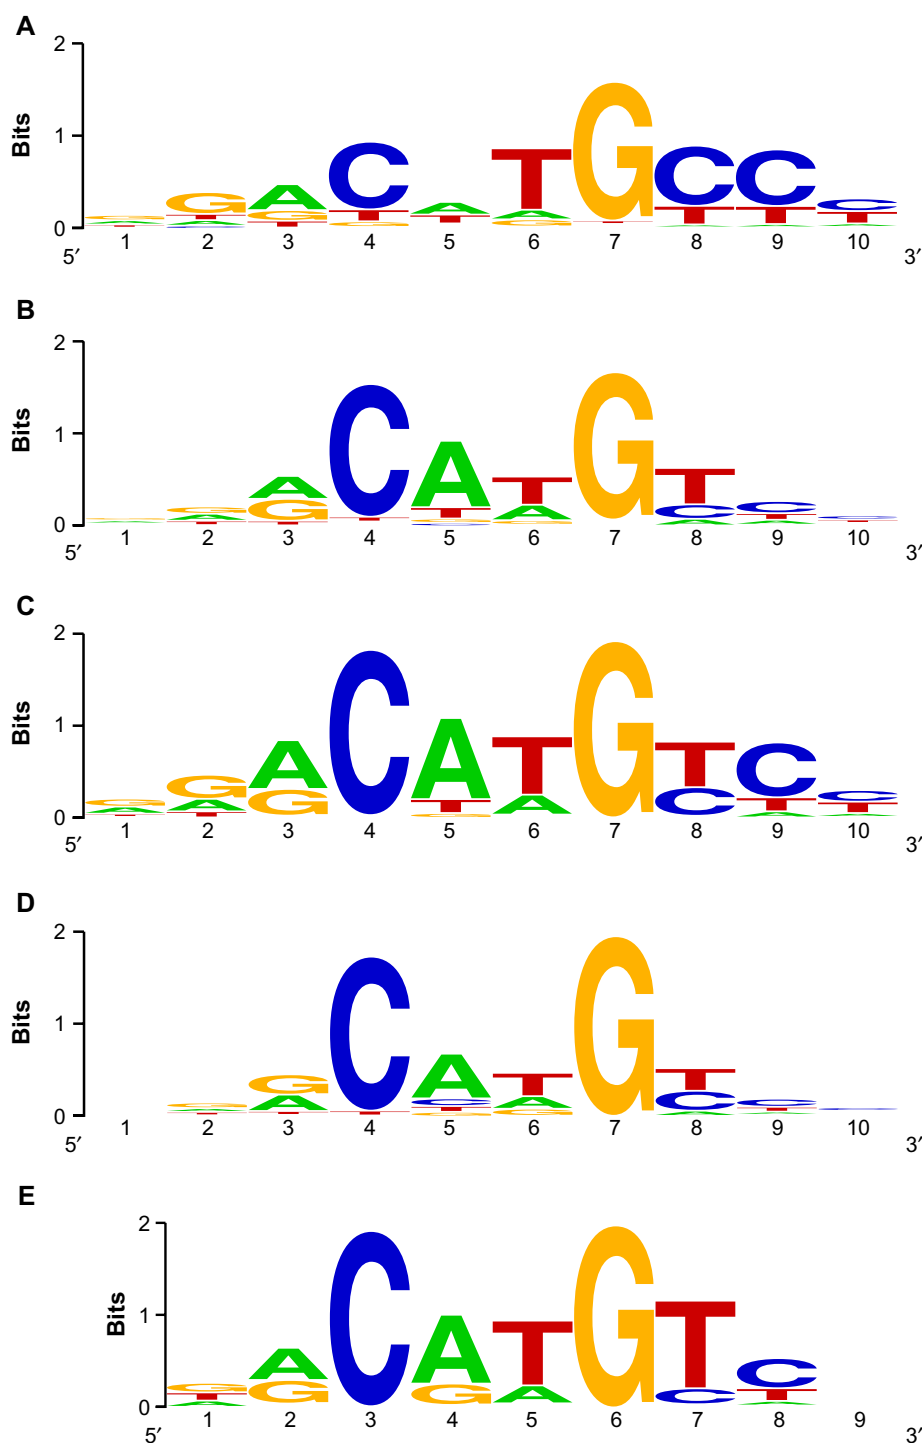 A
2
1
0
Bits
G A T G C C
G A C A T G C C C
1 2 3 4 5 6 7 8 9 10
5′ 3′
B
2
1
0
Bits
A C A T G T C
1 2 3 4 5 6 7 8 9 10
5′ 3′
C
2
1
0
Bits
G G A C A T G T C C
1 2 3 4 5 6 7 8 9 10
5′ 3′
D
2
1
0
Bits
G C A T G T C
1 2 3 4 5 6 7 8 9 10
5′ 3′
E
2
1
0
Bits
G A C A T G T C
1 2 3 4 5 6 7 8 9
5′ 3′